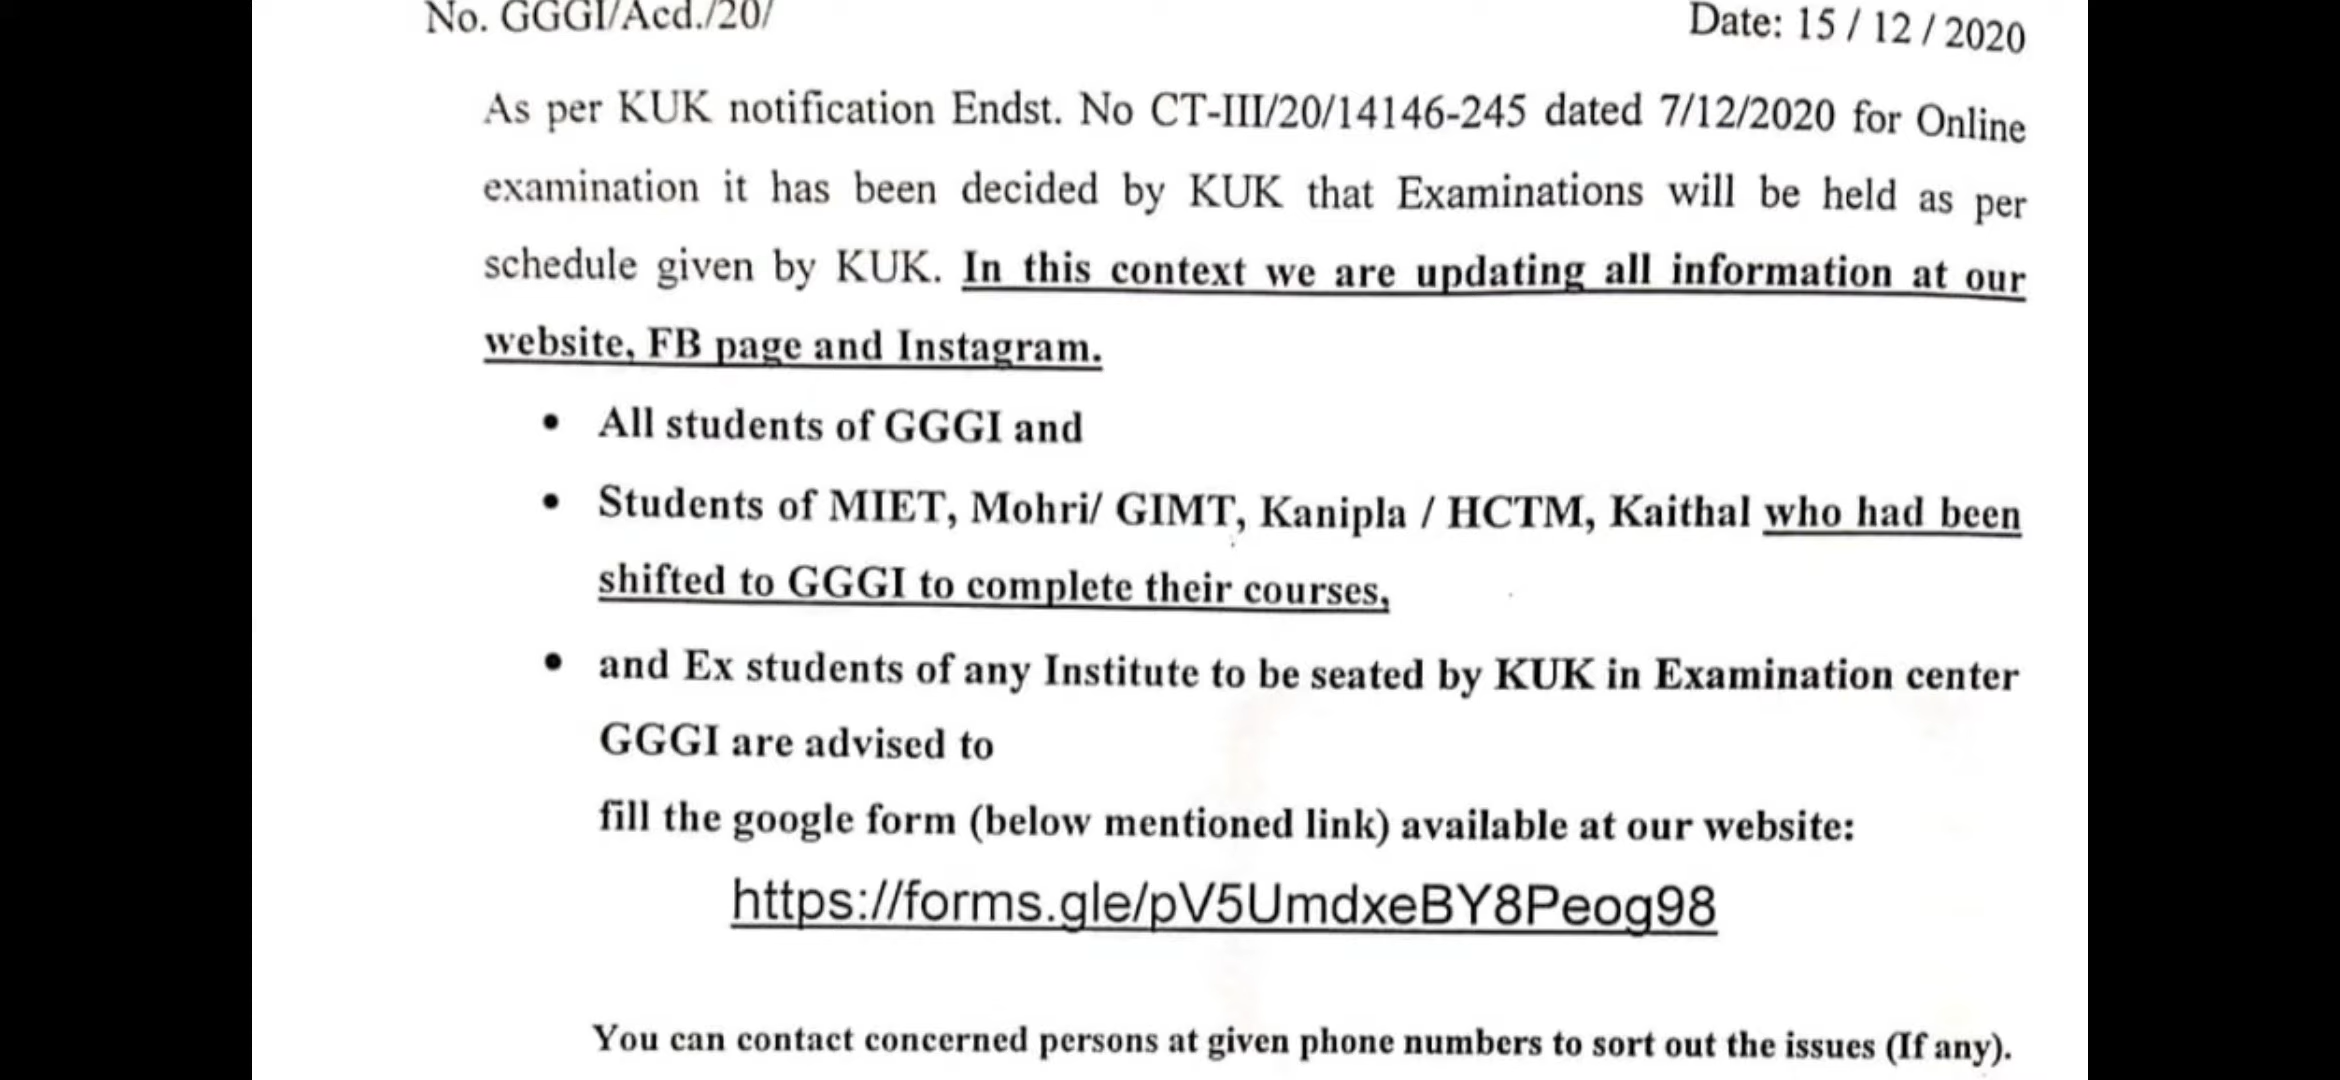 No. GGGI/Acd./20/
Date: 15 / 12 / 2020
As per KUK notification Endst. No CT-III/20/14146-245 dated 7/12/2020 for Online
examination it has been decided by KUK that Examinations will be held as per
schedule given by KUK. In this context we are updating all information at our
website, FB page and Instagram.
• All students of GGGI and
• Students of MIET, Mohri/ GIMT, Kanipla / HCTM, Kaithal who had been
shifted to GGGI to complete their courses,
• and Ex students of any Institute to be seated by KUK in Examination center
GGGI are advised to
fill the google form (below mentioned link) available at our website:
https://forms.gle/pV5UmdxeBY8Peog98
You can contact concerned persons at given phone numbers to sort out the issues (If any).